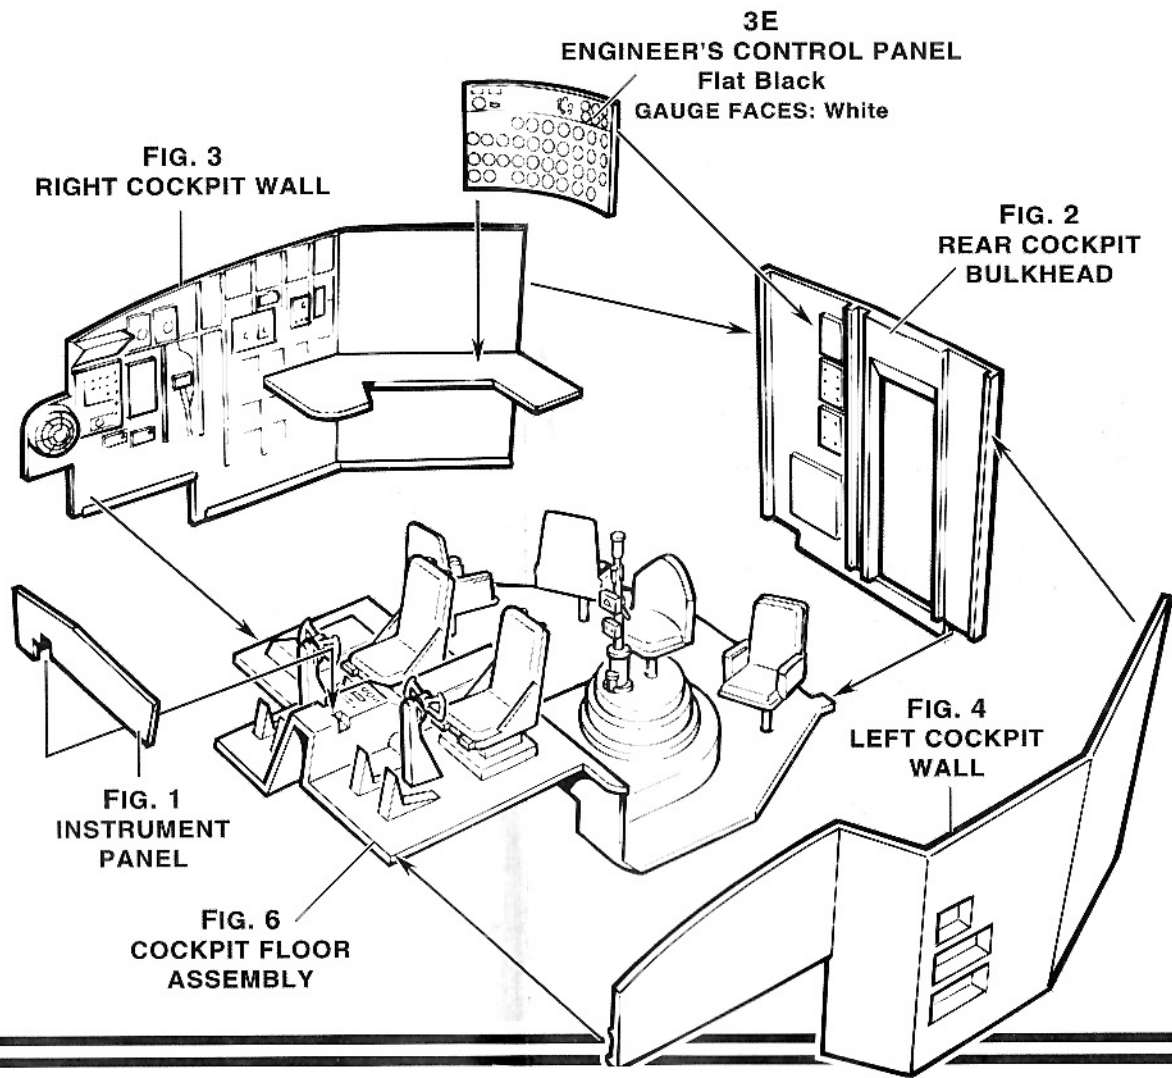 3E
ENGINEER'S CONTROL PANEL
Flat Black
GAUGE FACES: White
FIG. 3
RIGHT COCKPIT WALL
FIG. 2
REAR COCKPIT
BULKHEAD
FIG. 4
LEFT COCKPIT
WALL
FIG. 1
INSTRUMENT
PANEL
FIG. 6
COCKPIT FLOOR
ASSEMBLY